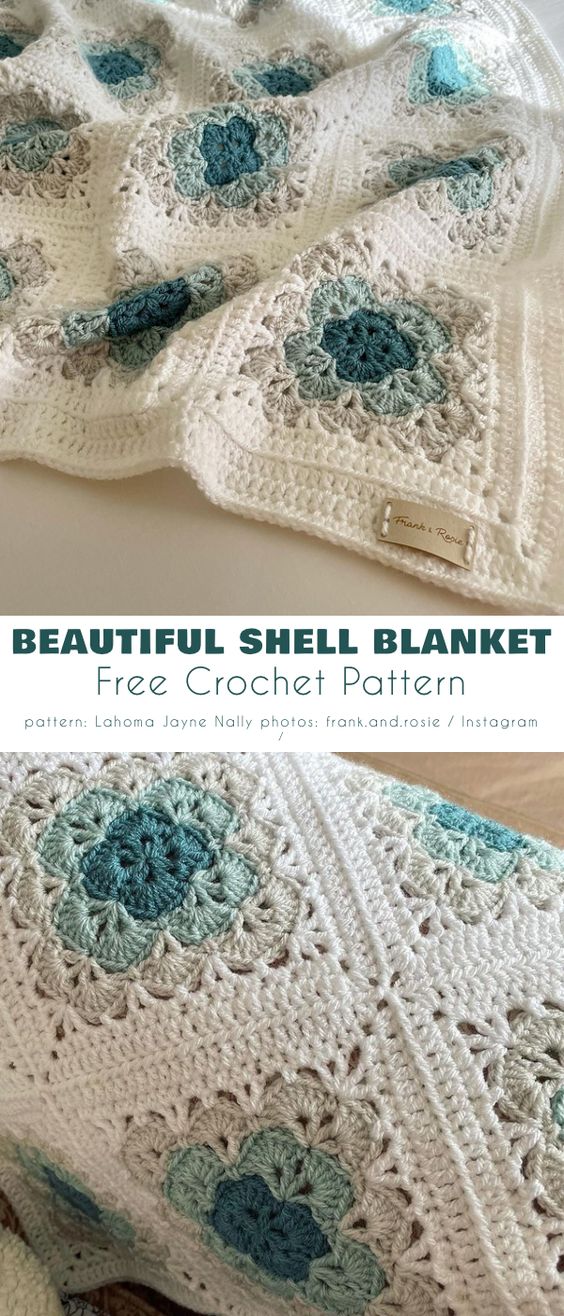 Frank & Rosie
BEAUTIFUL SHELL BLANKET
Free Crochet Pattern
pattern: Lahoma Jayne Nally photos: frank.and.rosie / Instagram
/